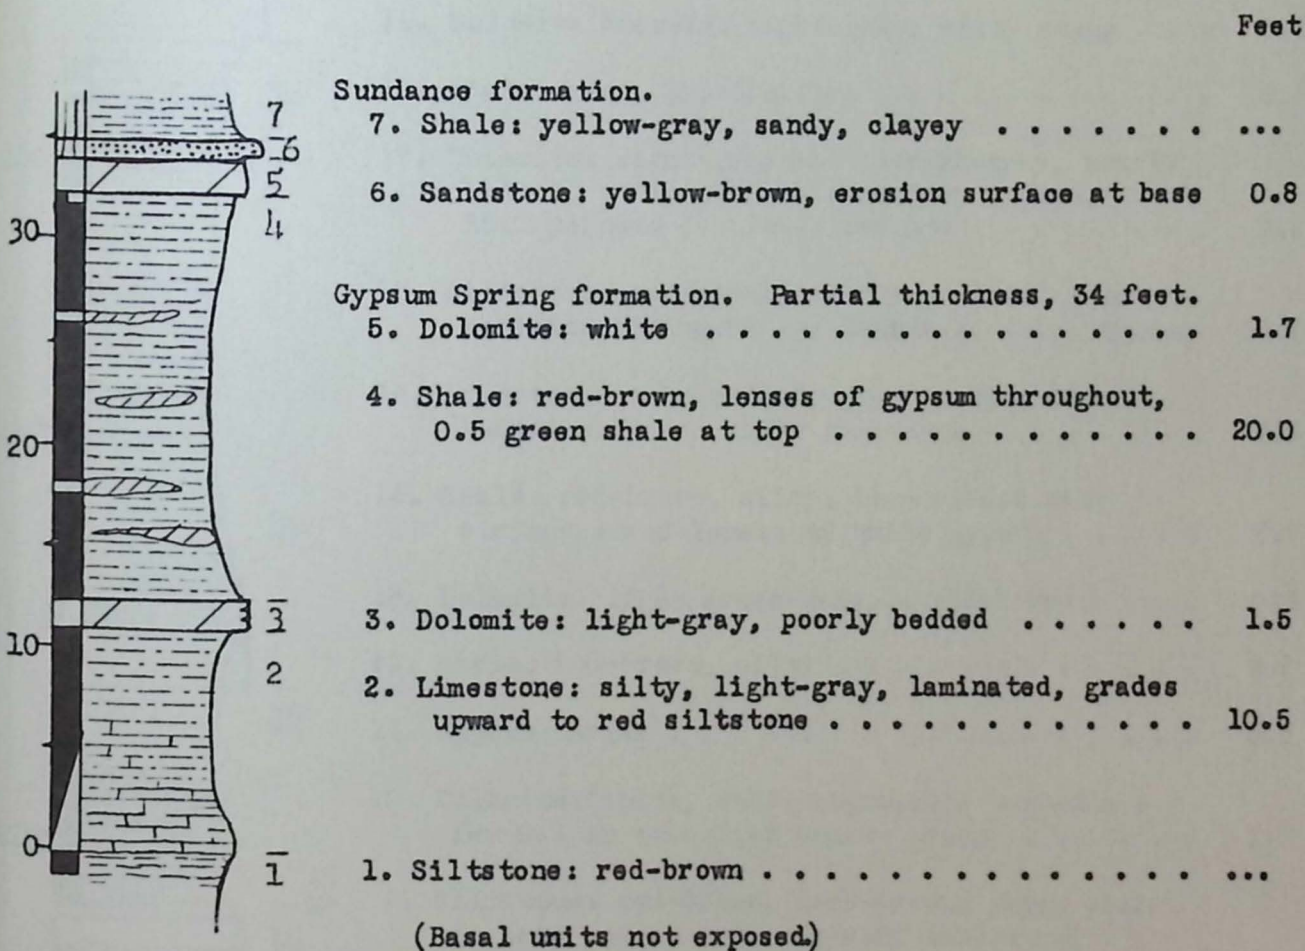 Feet
Sundance formation.
7. Shale: yellow-gray, sandy, clayey . . . . . . . ...
6. Sandstone: yellow-brown, erosion surface at base 0.8
Gypsum Spring formation. Partial thickness, 34 feet.
5. Dolomite: white . . . . . . . . . . . . . . . . . 1.7
4. Shale: red-brown, lenses of gypsum throughout,
0.5 green shale at top . . . . . . . . . . . . 20.0
3. Dolomite: light-gray, poorly bedded . . . . . . 1.5
2. Limestone: silty, light-gray, laminated, grades
upward to red siltstone . . . . . . . . . . . . 10.5
1. Siltstone: red-brown . . . . . . . . . . . . . . ...
(Basal units not exposed.)
7
6
5
4
3
2
1
30
20
10
0